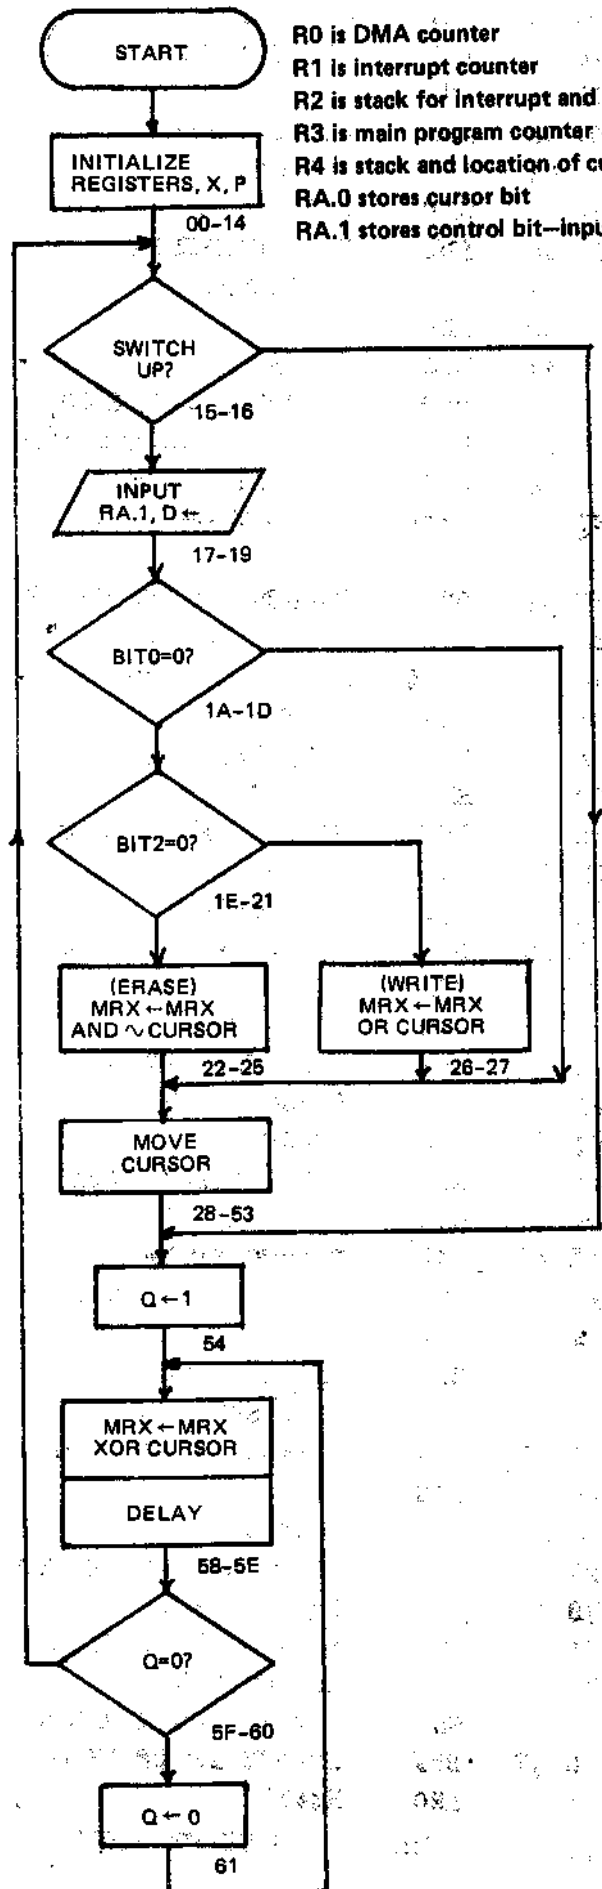 START
R0 is DMA counter
R1 is interrupt counter
R2 is stack for interrupt and
R3 is main program counter
R4 is stack and location of
RA.0 stores cursor bit
RA.1 stores control bit—
INITIALIZE
REGISTERS, X, P
00-14
SWITCH
UP?
15-16
INPUT
RA.1, D ←
17-19
BIT0=0?
1A-1D
BIT2=0?
1E-21
(ERASE)
MRX ← MRX
AND ~ CURSOR
22-25
(WRITE)
MRX ← MRX
OR CURSOR
26-27
MOVE
CURSOR
28-53
Q ← 1
54
MRX ← MRX
XOR CURSOR
DELAY
58-5E
Q=0?
5F-60
Q ← 0
61